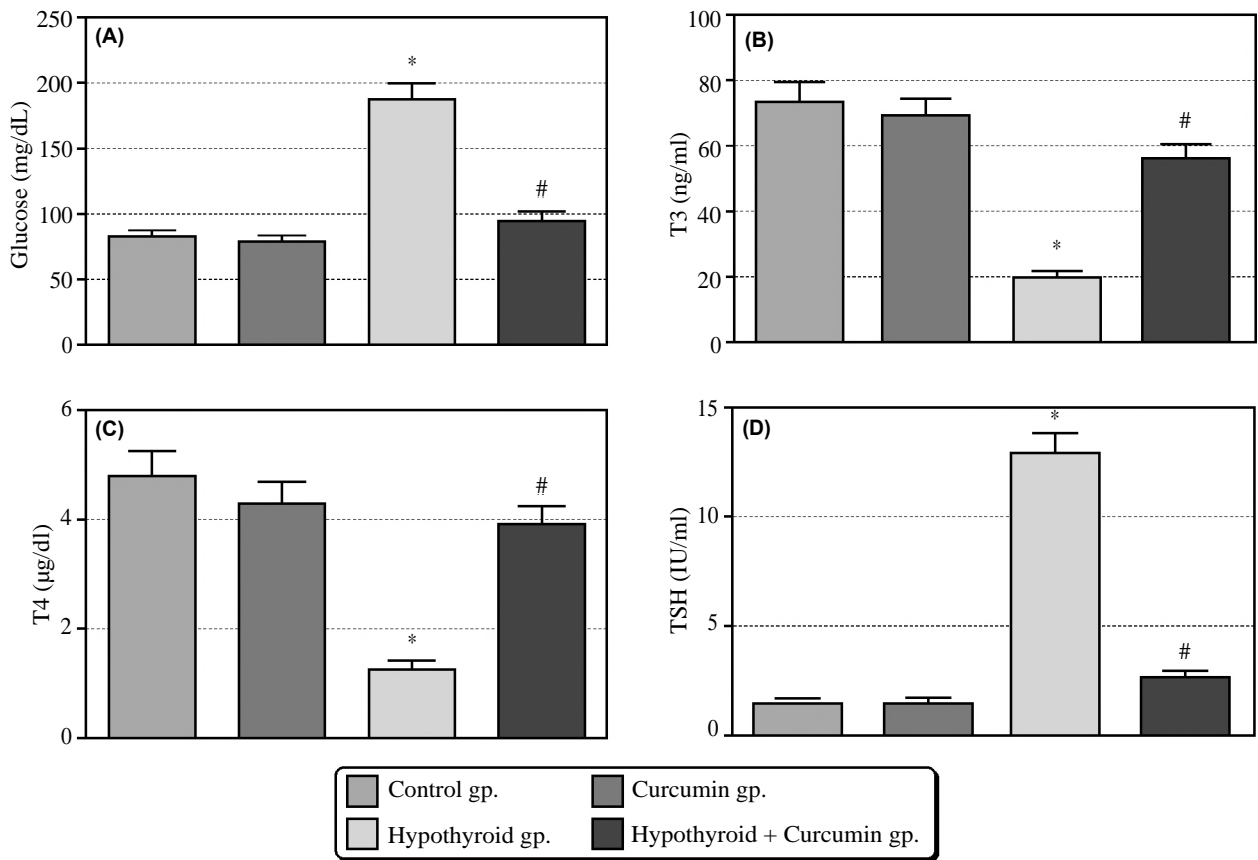 (A)
Glucose (mg/dL)
250
200
150
100
50
0
*
#
(B)
T3 (ng/ml)
100
80
60
40
20
0
*
#
(C)
T4 (µg/dl)
6
4
2
0
*
#
(D)
TSH (IU/ml)
15
10
5
0
*
#
Control gp.
Curcumin gp.
Hypothyroid gp.
Hypothyroid + Curcumin gp.